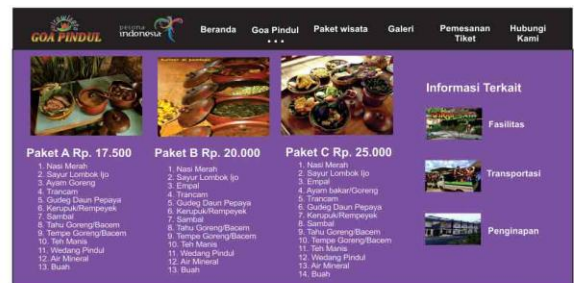 GOA PINDUL
pesona
indonesia
Beranda
Goa Pindul
Paket wisata
Galeri
Pemesanan
Tiket
Hubungi
Kami
Paket A Rp. 17.500
1. Nasi Merah
2. Sayur Lombok Ijo
3. Ayam Goreng
4. Trancam
5. Gudeg Daun Pepaya
6. Kerupuk/Rempeyek
7. Sambal
8. Tahu Goreng/Bacem
9. Tempe Goreng/Bacem
10. Teh Manis
11. Wedang Pindul
12. Air Mineral
13. Buah
Paket B Rp. 20.000
1. Nasi Merah
2. Sayur Lombok Ijo
3. Empal
4. Trancam
5. Gudeg Daun Pepaya
6. Kerupuk/Rempeyek
7. Sambal
8. Tahu Goreng/Bacem
9. Tempe Goreng/Bacem
10. Teh Manis
11. Wedang Pindul
12. Air Mineral
13. Buah
Paket C Rp. 25.000
1. Nasi Merah
2. Sayur Lombok Ijo
3. Empal
4. Ayam bakar/Goreng
5. Trancam
6. Gudeg Daun Pepaya
7. Kerupuk/Rempeyek
8. Sambal
9. Tahu Goreng/Bacem
10. Tempe Goreng/Bacem
11. Teh Manis
12. Wedang Pindul
13. Air Mineral
14. Buah
Informasi Terkait
Fasilitas
Transportasi
Penginapan